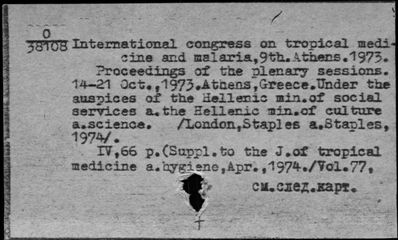 0
38108 International congress on tropical medi-
cine and malaria,9th.Athens.1973.
Proceedings of the plenary sessions.
14-21 Oct.,1973.Athens,Greece.Under the
auspices of the Hellenic min.of social
services a.the Hellenic min.of culture
a.science. /London,Staples a.Staples,
1974/.
IV,66 p.(Suppl.to the J.of tropical
medicine a.hygiene,Apr.,1974./Vol.77,
см.след.карт.